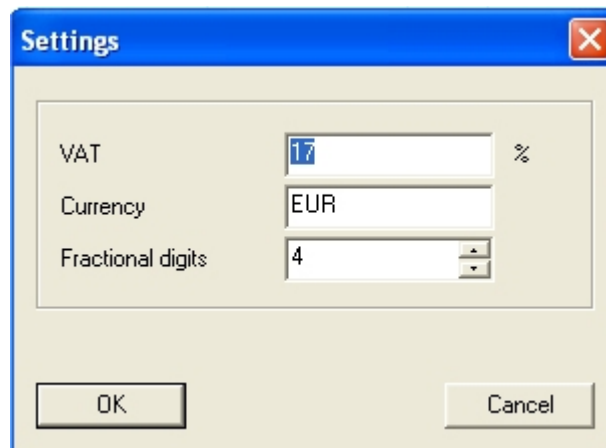 Settings
VAT 17 %
Currency EUR
Fractional digits 4
OK Cancel